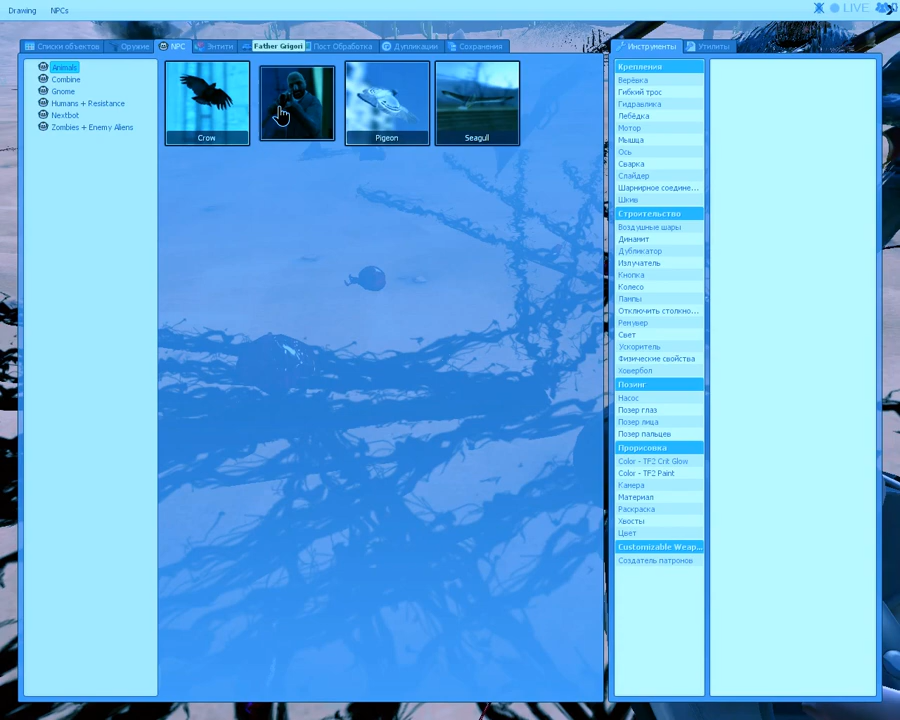 Drawing NPCs
LIVE
Списки объектов Оружие NPC Энтити Father Grigori Пост Обработка Дупликации Сохранения
Инструменты Утилиты
Animals
Combine
Gnome
Humans + Resistance
Nextbot
Zombies + Enemy Aliens
Crow
Pigeon
Seagull
Крепления
Верёвка
Гибкий трос
Гидравлика
Лебёдка
Мотор
Мышца
Ось
Сварка
Слайдер
Шарнирное соедине...
Шкив
Строительство
Воздушные шары
Динамит
Дубликатор
Излучатель
Кнопка
Колесо
Лампы
Отключить столкно...
Ремувер
Свет
Ускоритель
Физические свойства
Ховербол
Позинг
Насос
Позер глаз
Позер лица
Позер пальцев
Прорисовка
Color - TF2 Crit Glow
Color - TF2 Paint
Камера
Материал
Раскраска
Хвосты
Цвет
Customizable Weap...
Создатель патронов